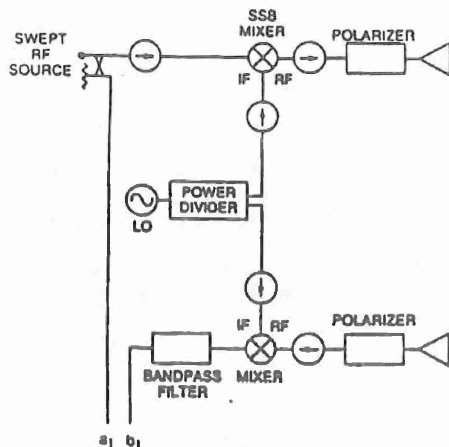 SSB
MIXER
POLARIZER
SWEPT
RF
SOURCE
IF RF
POWER
DIVIDER
LO
IF RF
POLARIZER
BANDPASS
FILTER
MIXER
a1 b1